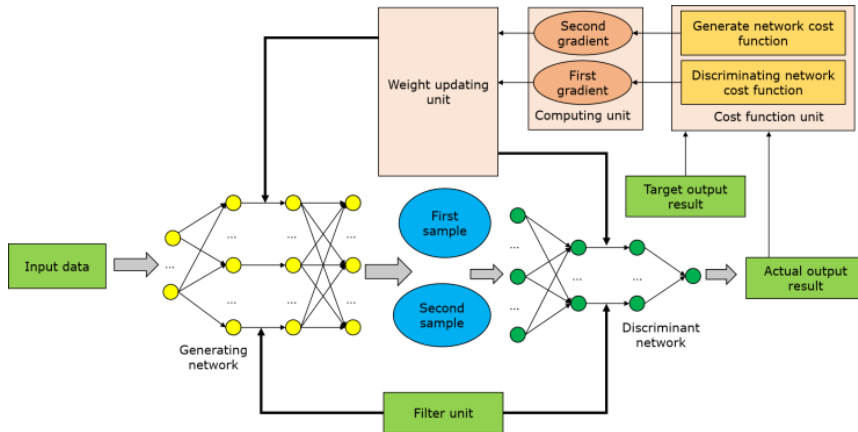 Second
gradient
Generate network cost
function
First
gradient
Discriminating network
cost function
Weight updating
unit
Computing unit
Cost function unit
Target output
result
First
sample
...
...
...
...
...
Input data
...
...
Actual output
result
Second
sample
...
...
...
...
Generating
network
Discriminant
network
Filter unit